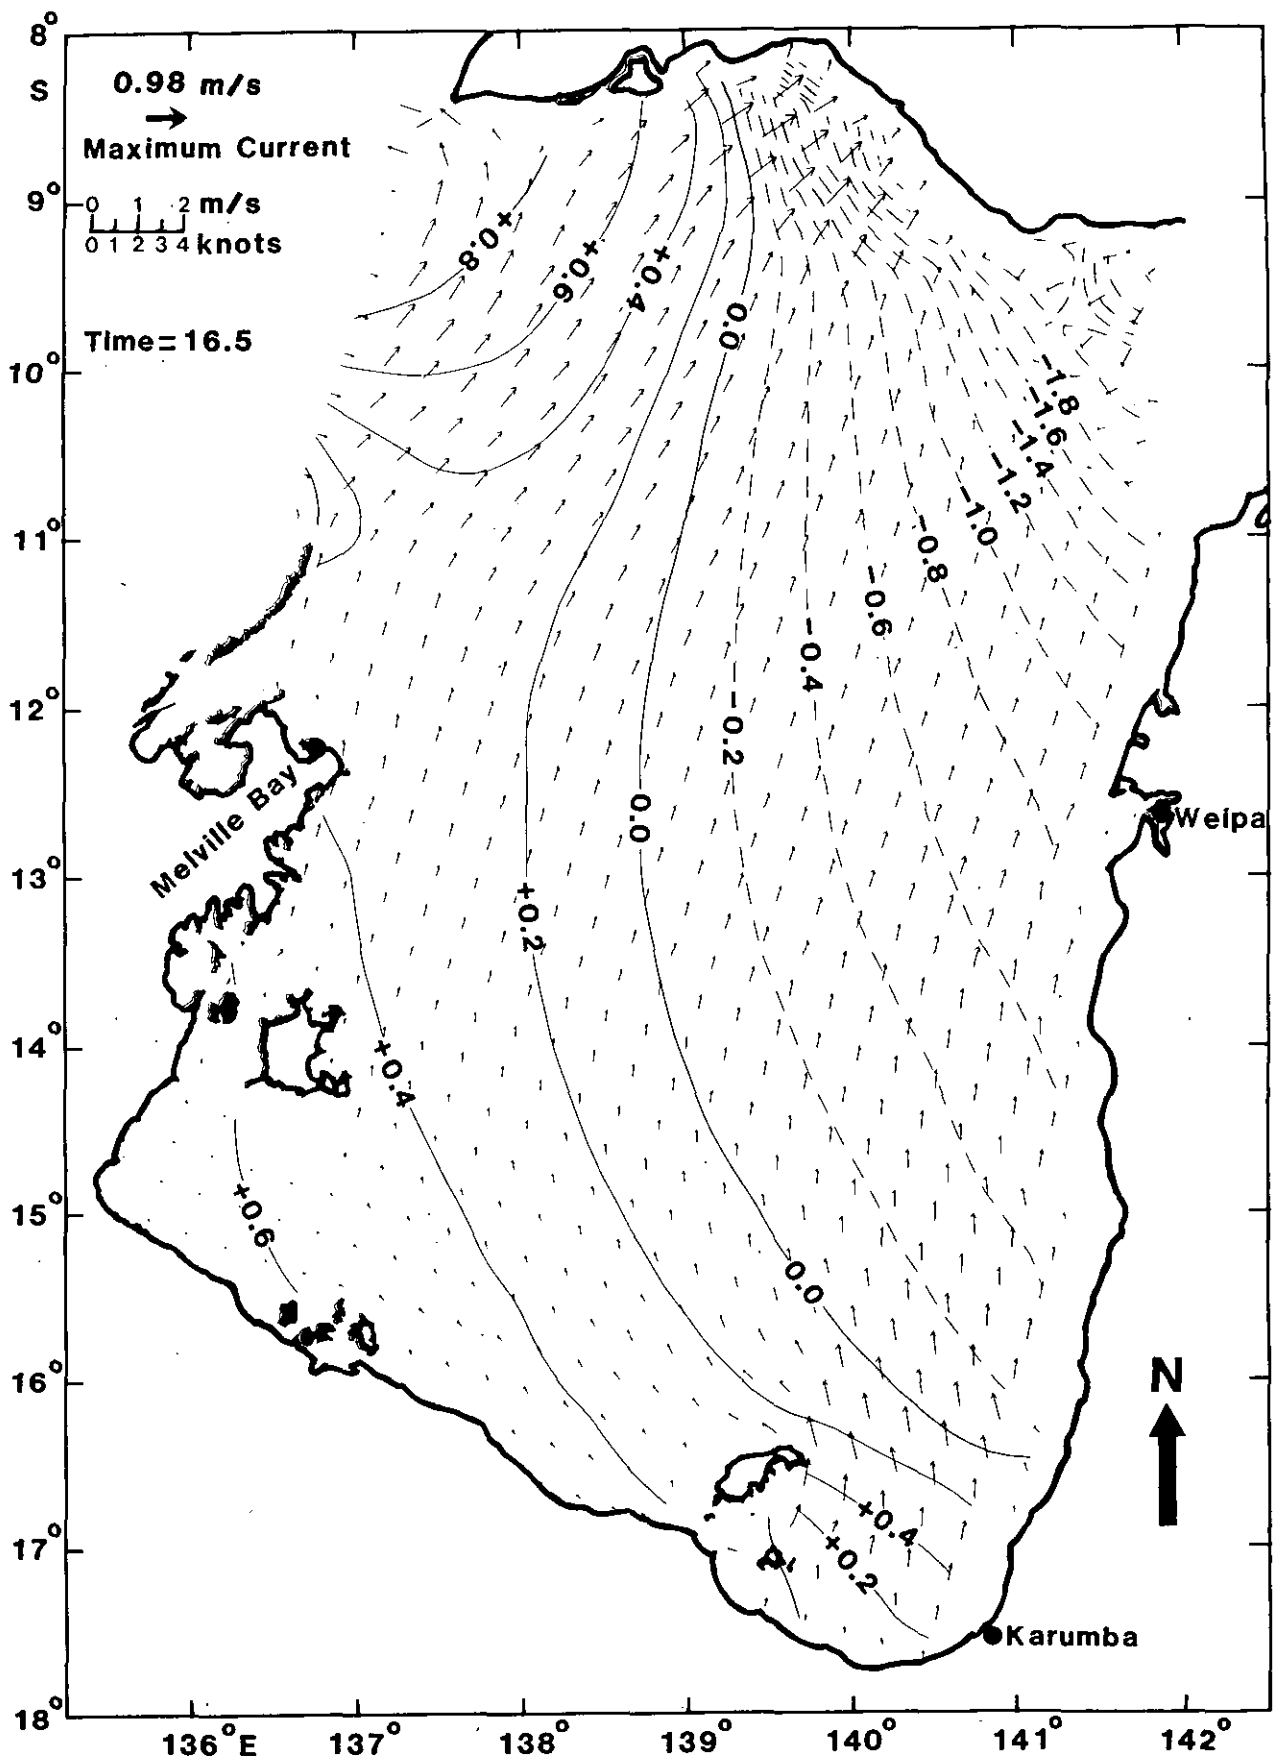 8°
S
0.98 m/s
Maximum Current
9°
0 1 2 m/s
0 1 2 3 4 knots
Time=16.5
10°
11°
12°
13°
14°
15°
16°
17°
18°
+0.8
+0.6
+0.4
0.0
-1.8
-1.6
-1.4
-1.2
-1.0
-0.8
-0.6
-0.4
-0.2
0.0
+0.2
+0.4
+0.6
0.0
+0.4
+0.2
Melville Bay
Weipa
N
Karumba
136°E 137° 138° 139° 140° 141° 142°